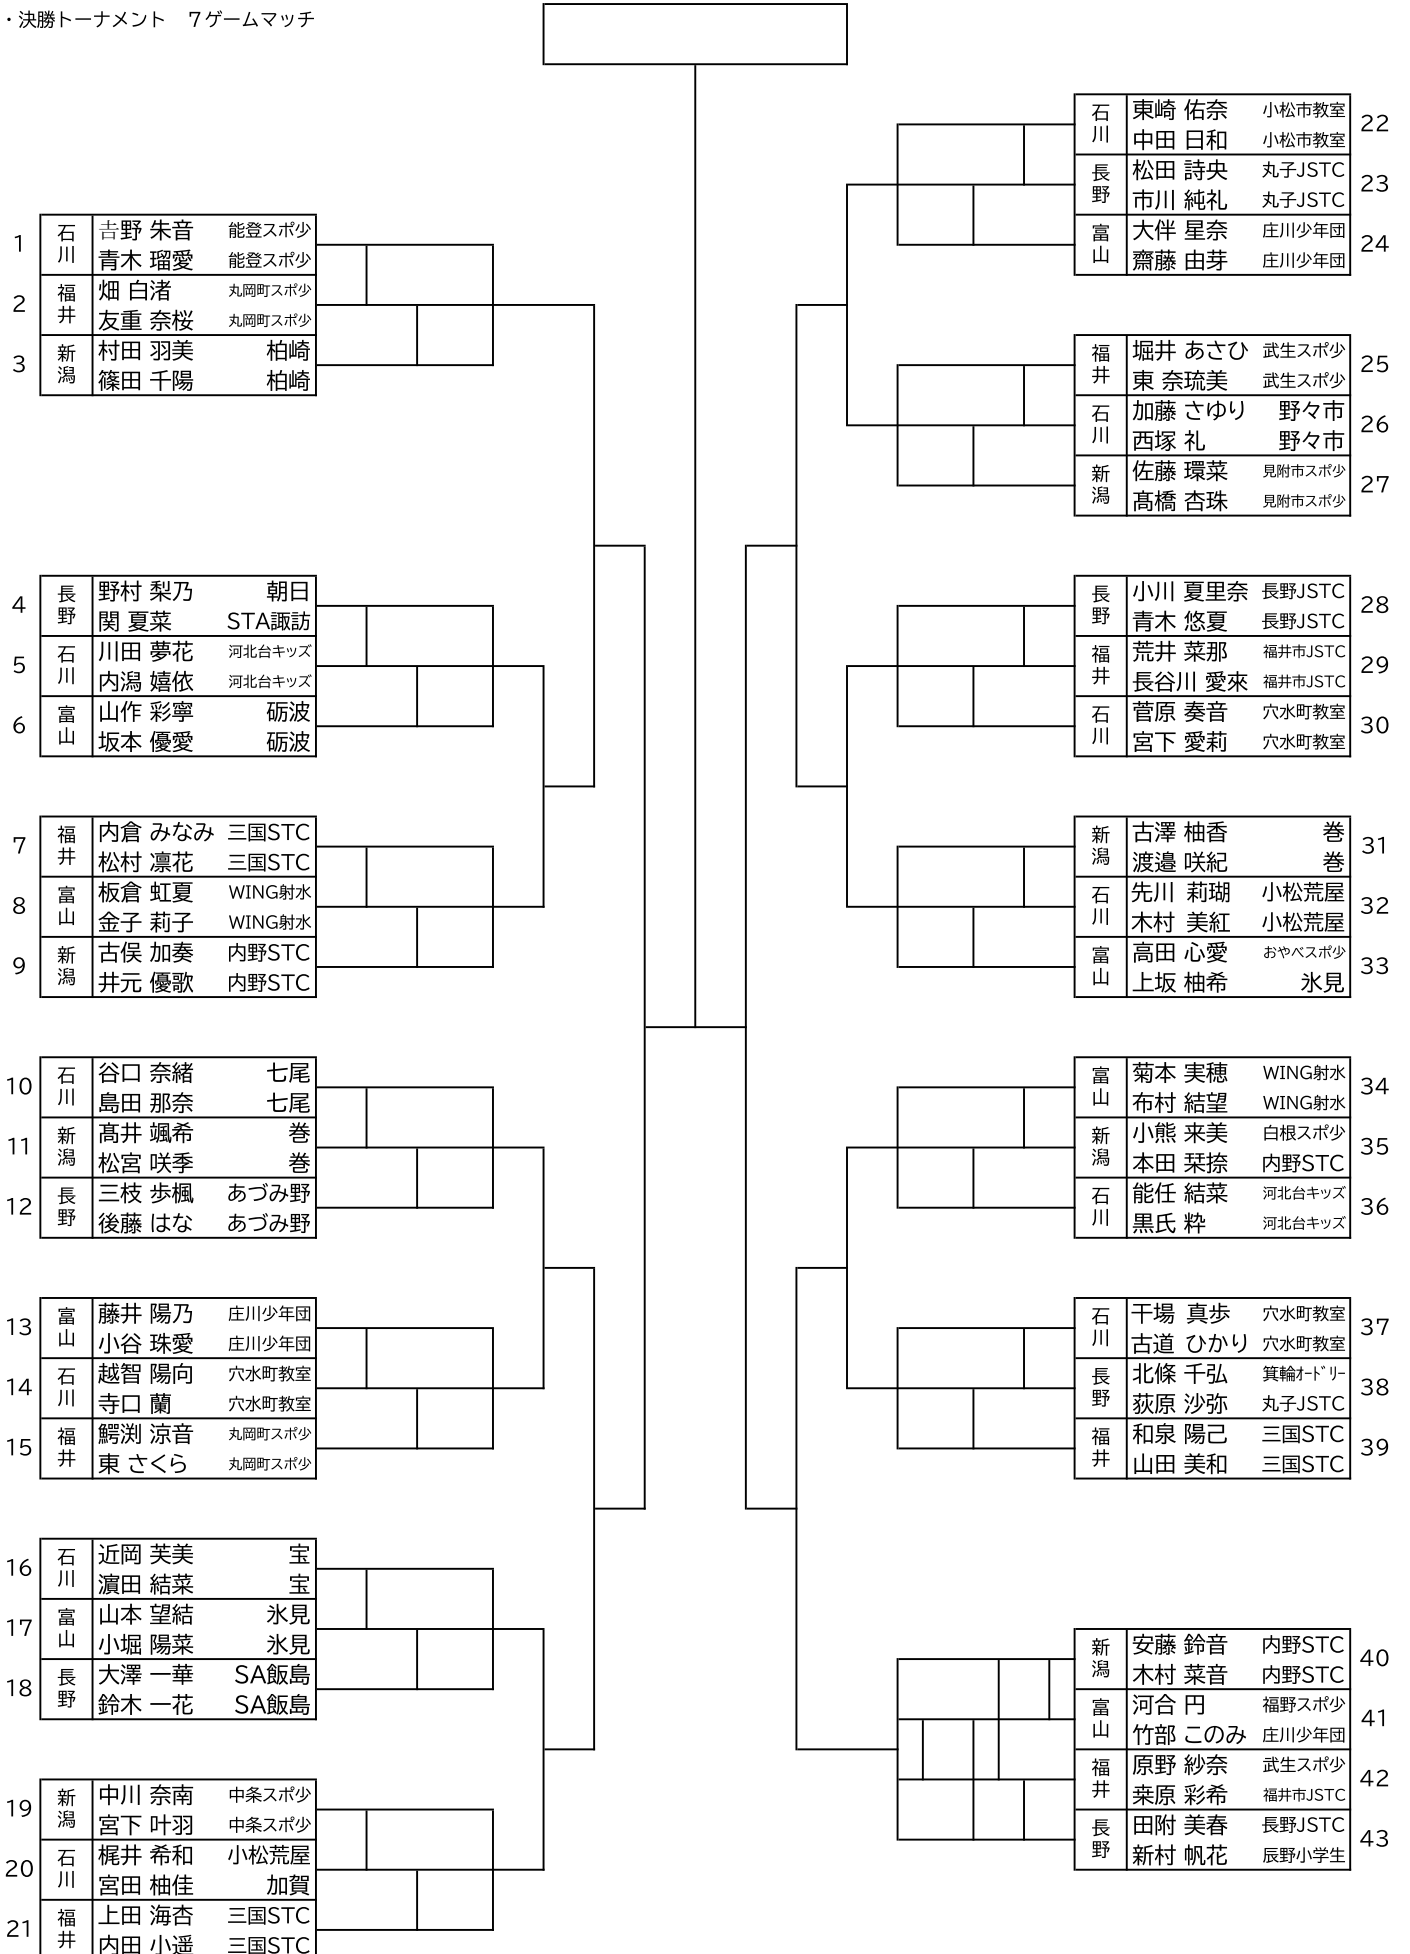 ・決勝トーナメント　７ゲームマッチ
1 石川 𠮷野 朱音 能登スポ少
青木 瑠愛 能登スポ少
2 福井 畑 白渚 丸岡町スポ少
友重 奈桜 丸岡町スポ少
3 新潟 村田 羽美 柏崎
篠田 千陽 柏崎
4 長野 野村 梨乃 朝日
関 夏菜 STA諏訪
5 石川 川田 夢花 河北台キッズ
内潟 嬉依 河北台キッズ
6 富山 山作 彩寧 砺波
坂本 優愛 砺波
7 福井 内倉 みなみ 三国STC
松村 凛花 三国STC
8 富山 板倉 虹夏 WING射水
金子 莉子 WING射水
9 新潟 古俣 加奏 内野STC
井元 優歌 内野STC
10 石川 谷口 奈緒 七尾
島田 那奈 七尾
11 新潟 髙井 颯希 巻
松宮 咲季 巻
12 長野 三枝 歩楓 あづみ野
後藤 はな あづみ野
13 富山 藤井 陽乃 庄川少年団
小谷 珠愛 庄川少年団
14 石川 越智 陽向 穴水町教室
寺口 蘭 穴水町教室
15 福井 鰐渕 涼音 丸岡町スポ少
東 さくら 丸岡町スポ少
16 石川 近岡 芙美 宝
濵田 結菜 宝
17 富山 山本 望結 氷見
小堀 陽菜 氷見
18 長野 大澤 一華 SA飯島
鈴木 一花 SA飯島
19 新潟 中川 奈南 中条スポ少
宮下 叶羽 中条スポ少
20 石川 梶井 希和 小松荒屋
宮田 柚佳 加賀
21 福井 上田 海杏 三国STC
内田 小遥 三国STC
石川 東崎 佑奈 小松市教室 22
中田 日和 小松市教室
長野 松田 詩央 丸子JSTC 23
市川 純礼 丸子JSTC
富山 大伴 星奈 庄川少年団 24
齋藤 由芽 庄川少年団
福井 堀井 あさひ 武生スポ少 25
東 奈琉美 武生スポ少
石川 加藤 さゆり 野々市 26
西塚 礼 野々市
新潟 佐藤 環菜 見附市スポ少 27
髙橋 杏珠 見附市スポ少
長野 小川 夏里奈 長野JSTC 28
青木 悠夏 長野JSTC
福井 荒井 菜那 福井市JSTC 29
長谷川 愛來 福井市JSTC
石川 菅原 奏音 穴水町教室 30
宮下 愛莉 穴水町教室
新潟 古澤 柚香 巻 31
渡邉 咲紀 巻
石川 先川 莉瑚 小松荒屋 32
木村 美紅 小松荒屋
富山 高田 心愛 おやべスポ少 33
上坂 柚希 氷見
富山 菊本 実穂 WING射水 34
布村 結望 WING射水
新潟 小熊 来美 白根スポ少 35
本田 栞捺 内野STC
石川 能任 結菜 河北台キッズ 36
黒氏 粋 河北台キッズ
石川 干場 真歩 穴水町教室 37
古道 ひかり 穴水町教室
長野 北條 千弘 箕輪ｵｰﾄﾞﾘｰ 38
荻原 沙弥 丸子JSTC
福井 和泉 陽己 三国STC 39
山田 美和 三国STC
新潟 安藤 鈴音 内野STC 40
木村 菜音 内野STC
富山 河合 円 福野スポ少 41
竹部 このみ 庄川少年団
福井 原野 紗奈 武生スポ少 42
桒原 彩希 福井市JSTC
長野 田附 美春 長野JSTC 43
新村 帆花 辰野小学生